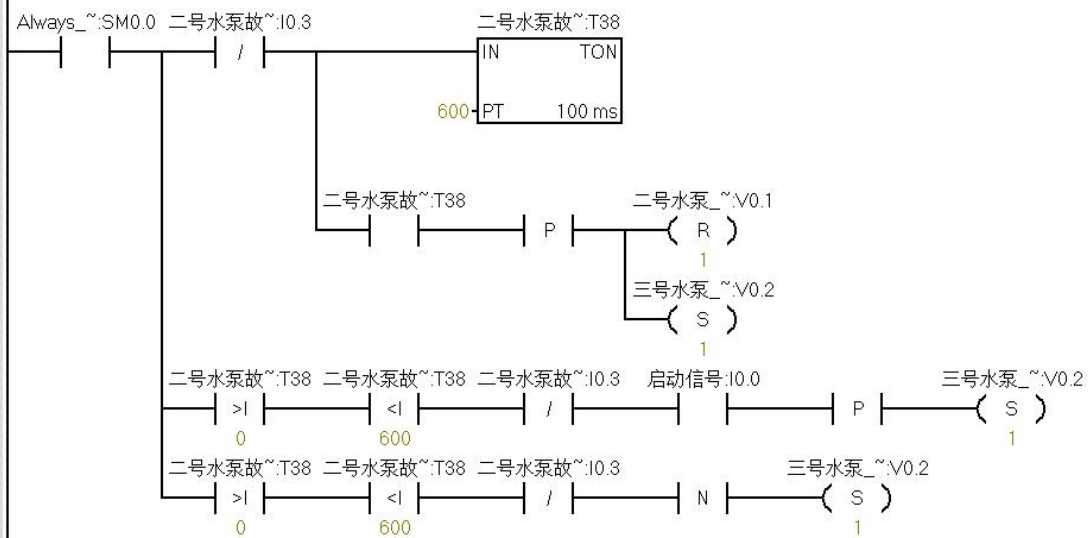 Always_~:SM0.0 二号水泵故~:I0.3 二号水泵故~:T38
/ IN TON
600 PT 100 ms
二号水泵故~:T38 二号水泵_~:V0.1
P R
1
三号水泵_~:V0.2
S
1
二号水泵故~:T38 二号水泵故~:T38 二号水泵故~:I0.3 启动信号:I0.0 三号水泵_~:V0.2
>I <I / P S
0 600 1
二号水泵故~:T38 二号水泵故~:T38 二号水泵故~:I0.3 三号水泵_~:V0.2
>I <I / N S
0 600 1